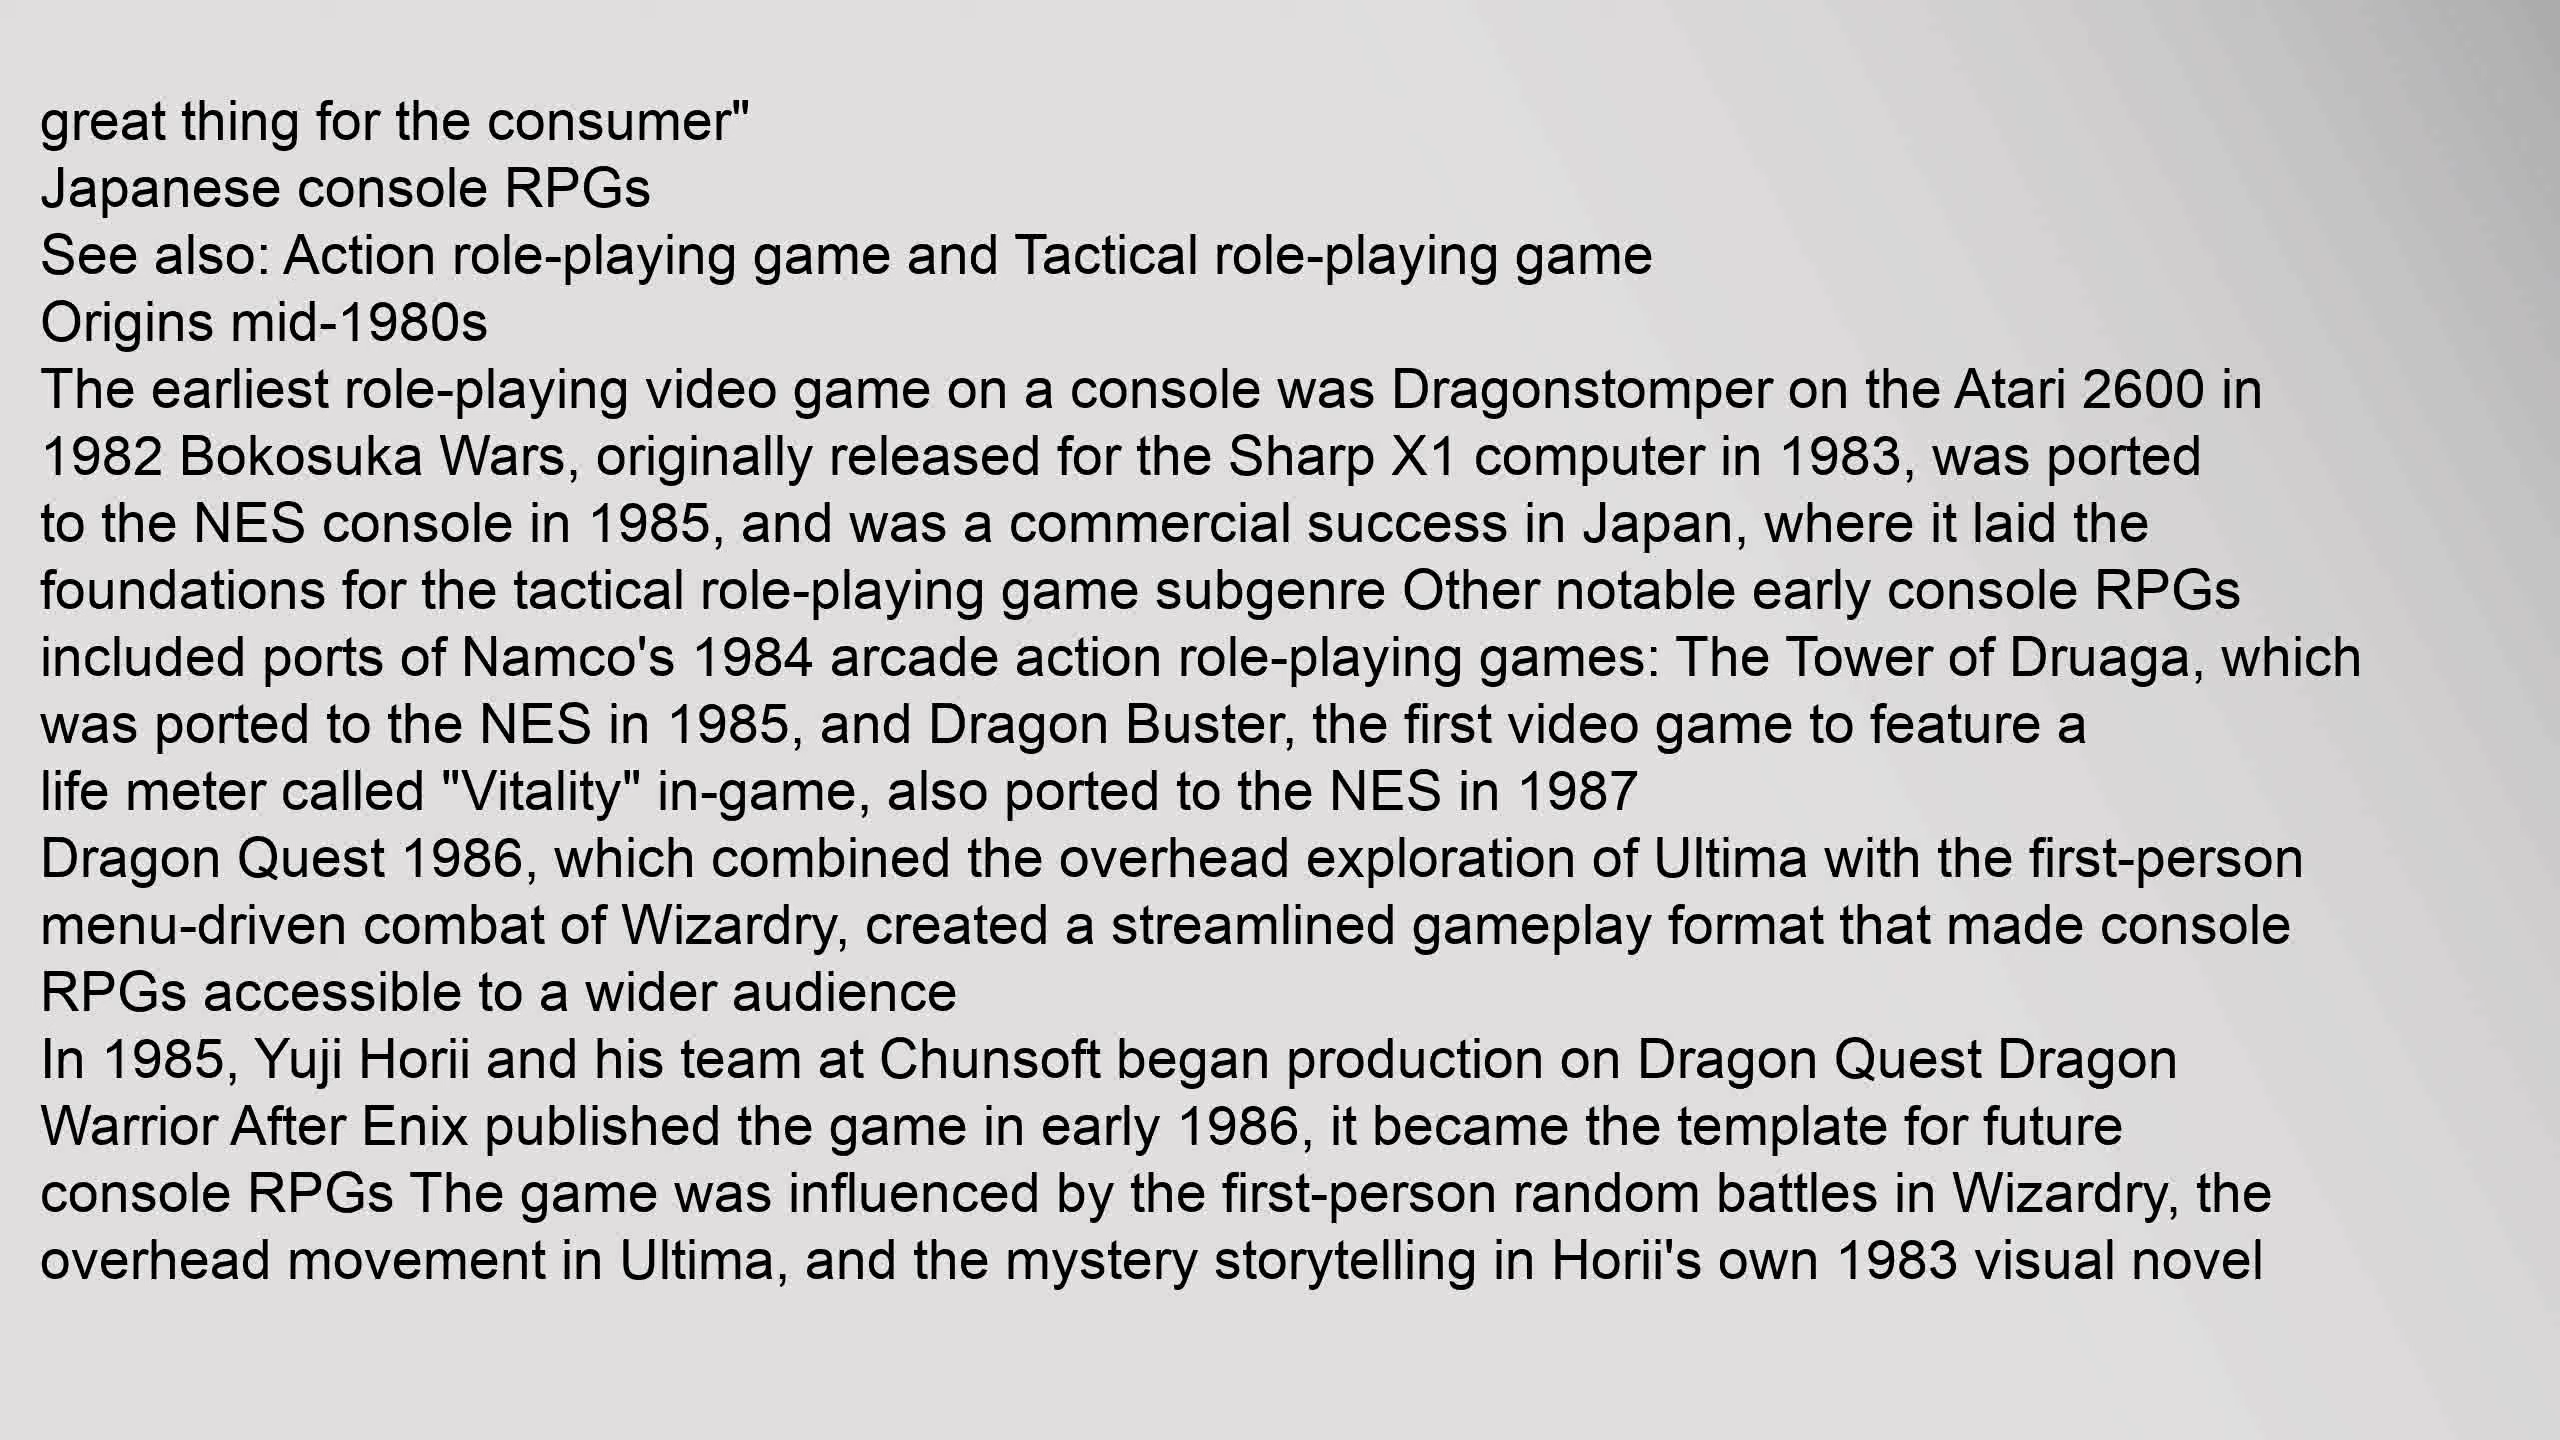 great thing for the consumer"
Japanese console RPGs
See also: Action role-playing game and Tactical role-playing game
Origins mid-1980s
The earliest role-playing video game on a console was Dragonstomper on the Atari 2600 in
1982 Bokosuka Wars, originally released for the Sharp X1 computer in 1983, was ported
to the NES console in 1985, and was a commercial success in Japan, where it laid the
foundations for the tactical role-playing game subgenre Other notable early console RPGs
included ports of Namco's 1984 arcade action role-playing games: The Tower of Druaga, which
was ported to the NES in 1985, and Dragon Buster, the first video game to feature a
life meter called "Vitality" in-game, also ported to the NES in 1987
Dragon Quest 1986, which combined the overhead exploration of Ultima with the first-person
menu-driven combat of Wizardry, created a streamlined gameplay format that made console
RPGs accessible to a wider audience
In 1985, Yuji Horii and his team at Chunsoft began production on Dragon Quest Dragon
Warrior After Enix published the game in early 1986, it became the template for future
console RPGs The game was influenced by the first-person random battles in Wizardry, the
overhead movement in Ultima, and the mystery storytelling in Horii's own 1983 visual novel